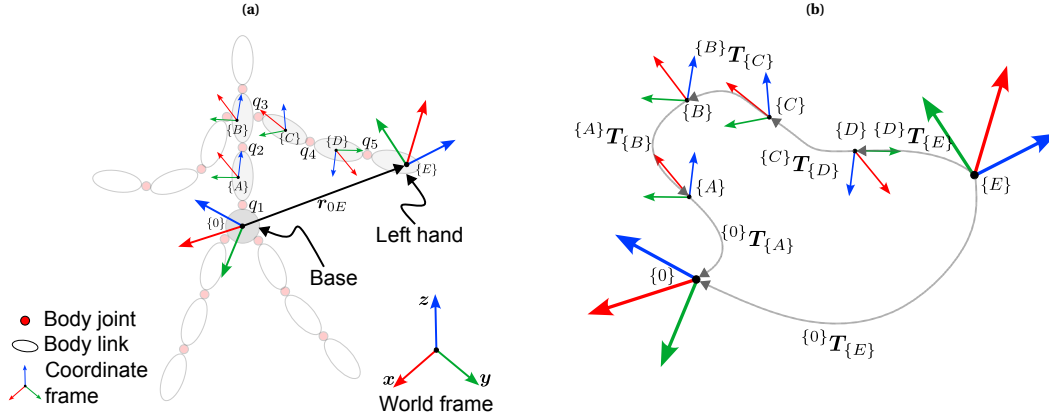 (a)
q₃
{B}
{C}
q₂
q₄
{D}
q₅
{A}
{E}
q₁
r₀E
{0}
Left hand
Base
Body joint
Body link
Coordinate
frame
z
x
y
World frame
(b)
{B}T{C}
{B}
{C}
{A}T{B}
{D}
{D}T{E}
{C}T{D}
{A}
{E}
{0}T{A}
{0}
{0}T{E}